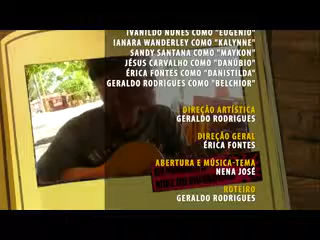 IVANILDO NUNES COMO "EUGÊNIO"
IANARA WANDERLEY COMO "KALYNNE"
SANDY SANTANA COMO "MAYKON"
JÉSUS CARVALHO COMO "DANÚBIO"
ÉRICA FONTES COMO "DANISTILDA"
GERALDO RODRIGUES COMO "BELCHIOR"
DIREÇÃO ARTÍSTICA
GERALDO RODRIGUES
DIREÇÃO GERAL
ÉRICA FONTES
ABERTURA E MÚSICA-TEMA
NENA JOSÉ
ROTEIRO
GERALDO RODRIGUES